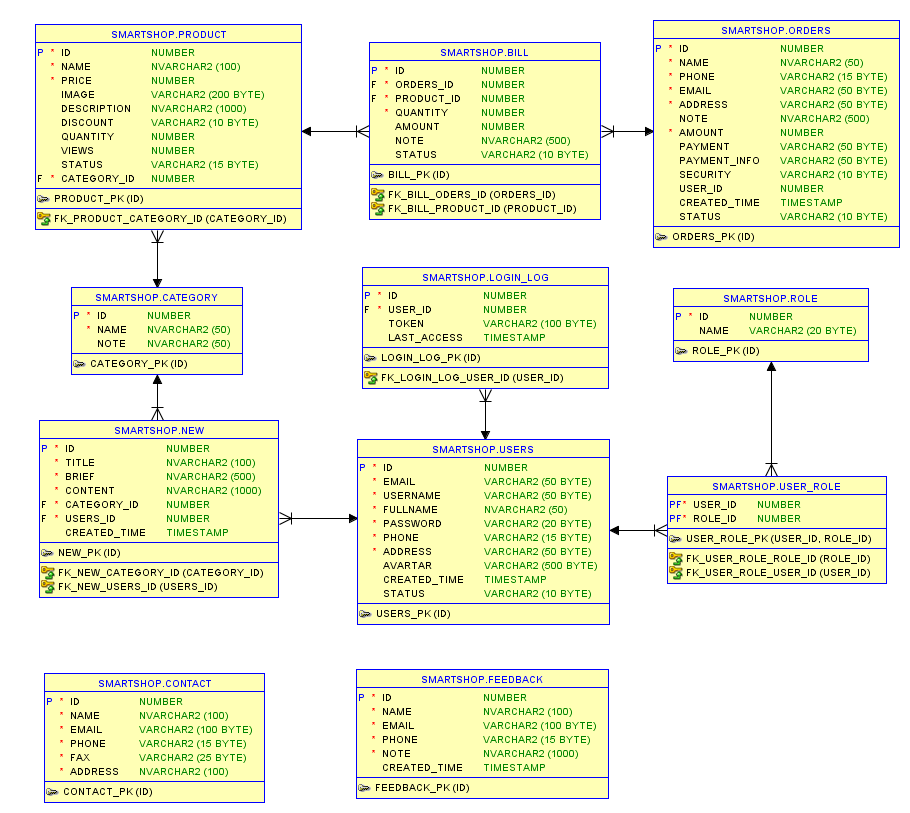 SMARTSHOP.PRODUCT
P * ID NUMBER
* NAME NVARCHAR2 (100)
* PRICE NUMBER
IMAGE VARCHAR2 (200 BYTE)
DESCRIPTION NVARCHAR2 (1000)
DISCOUNT VARCHAR2 (10 BYTE)
QUANTITY NUMBER
VIEWS NUMBER
STATUS VARCHAR2 (15 BYTE)
F * CATEGORY_ID NUMBER
PRODUCT_PK (ID)
FK_PRODUCT_CATEGORY_ID (CATEGORY_ID)
SMARTSHOP.BILL
P * ID NUMBER
F * ORDERS_ID NUMBER
F * PRODUCT_ID NUMBER
* QUANTITY NUMBER
AMOUNT NUMBER
NOTE NVARCHAR2 (500)
STATUS VARCHAR2 (10 BYTE)
BILL_PK (ID)
FK_BILL_ODERS_ID (ORDERS_ID)
FK_BILL_PRODUCT_ID (PRODUCT_ID)
SMARTSHOP.ORDERS
P * ID NUMBER
* NAME NVARCHAR2 (50)
* PHONE VARCHAR2 (15 BYTE)
* EMAIL VARCHAR2 (50 BYTE)
* ADDRESS VARCHAR2 (50 BYTE)
NOTE NVARCHAR2 (500)
* AMOUNT NUMBER
PAYMENT VARCHAR2 (50 BYTE)
PAYMENT_INFO VARCHAR2 (50 BYTE)
SECURITY VARCHAR2 (10 BYTE)
USER_ID NUMBER
CREATED_TIME TIMESTAMP
STATUS VARCHAR2 (10 BYTE)
ORDERS_PK (ID)
SMARTSHOP.CATEGORY
P * ID NUMBER
* NAME NVARCHAR2 (50)
NOTE NVARCHAR2 (50)
CATEGORY_PK (ID)
SMARTSHOP.LOGIN_LOG
P * ID NUMBER
F * USER_ID NUMBER
TOKEN VARCHAR2 (100 BYTE)
LAST_ACCESS TIMESTAMP
LOGIN_LOG_PK (ID)
FK_LOGIN_LOG_USER_ID (USER_ID)
SMARTSHOP.ROLE
P * ID NUMBER
NAME VARCHAR2 (20 BYTE)
ROLE_PK (ID)
SMARTSHOP.NEW
P * ID NUMBER
* TITLE NVARCHAR2 (100)
* BRIEF NVARCHAR2 (500)
* CONTENT NVARCHAR2 (1000)
F * CATEGORY_ID NUMBER
F * USERS_ID NUMBER
CREATED_TIME TIMESTAMP
NEW_PK (ID)
FK_NEW_CATEGORY_ID (CATEGORY_ID)
FK_NEW_USERS_ID (USERS_ID)
SMARTSHOP.USERS
P * ID NUMBER
* EMAIL VARCHAR2 (50 BYTE)
* USERNAME VARCHAR2 (50 BYTE)
* FULLNAME NVARCHAR2 (50)
* PASSWORD VARCHAR2 (20 BYTE)
* PHONE VARCHAR2 (15 BYTE)
* ADDRESS VARCHAR2 (50 BYTE)
AVARTAR VARCHAR2 (500 BYTE)
CREATED_TIME TIMESTAMP
STATUS VARCHAR2 (10 BYTE)
USERS_PK (ID)
SMARTSHOP.USER_ROLE
PF* USER_ID NUMBER
PF* ROLE_ID NUMBER
USER_ROLE_PK (USER_ID, ROLE_ID)
FK_USER_ROLE_ROLE_ID (ROLE_ID)
FK_USER_ROLE_USER_ID (USER_ID)
SMARTSHOP.CONTACT
P * ID NUMBER
* NAME NVARCHAR2 (100)
* EMAIL VARCHAR2 (100 BYTE)
* PHONE VARCHAR2 (15 BYTE)
* FAX VARCHAR2 (25 BYTE)
* ADDRESS NVARCHAR2 (100)
CONTACT_PK (ID)
SMARTSHOP.FEEDBACK
P * ID NUMBER
* NAME NVARCHAR2 (100)
* EMAIL VARCHAR2 (100 BYTE)
* PHONE VARCHAR2 (15 BYTE)
* NOTE NVARCHAR2 (1000)
CREATED_TIME TIMESTAMP
FEEDBACK_PK (ID)